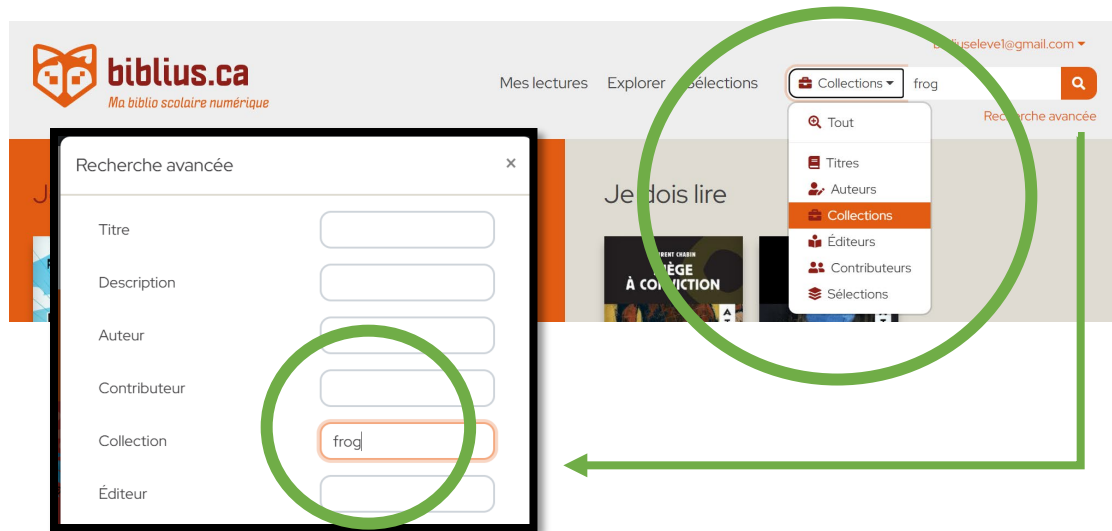 biblius.ca
Ma biblio scolaire numérique
Mes lectures Explorer Sélections
Collections frog
Recherche avancée
Tout
Titres
Auteurs
Collections
Éditeurs
Contributeurs
Sélections
Je dois lire
PIÈGE
À CONVICTION
Recherche avancée ×
Titre
Description
Auteur
Contributeur
Collection frog
Éditeur